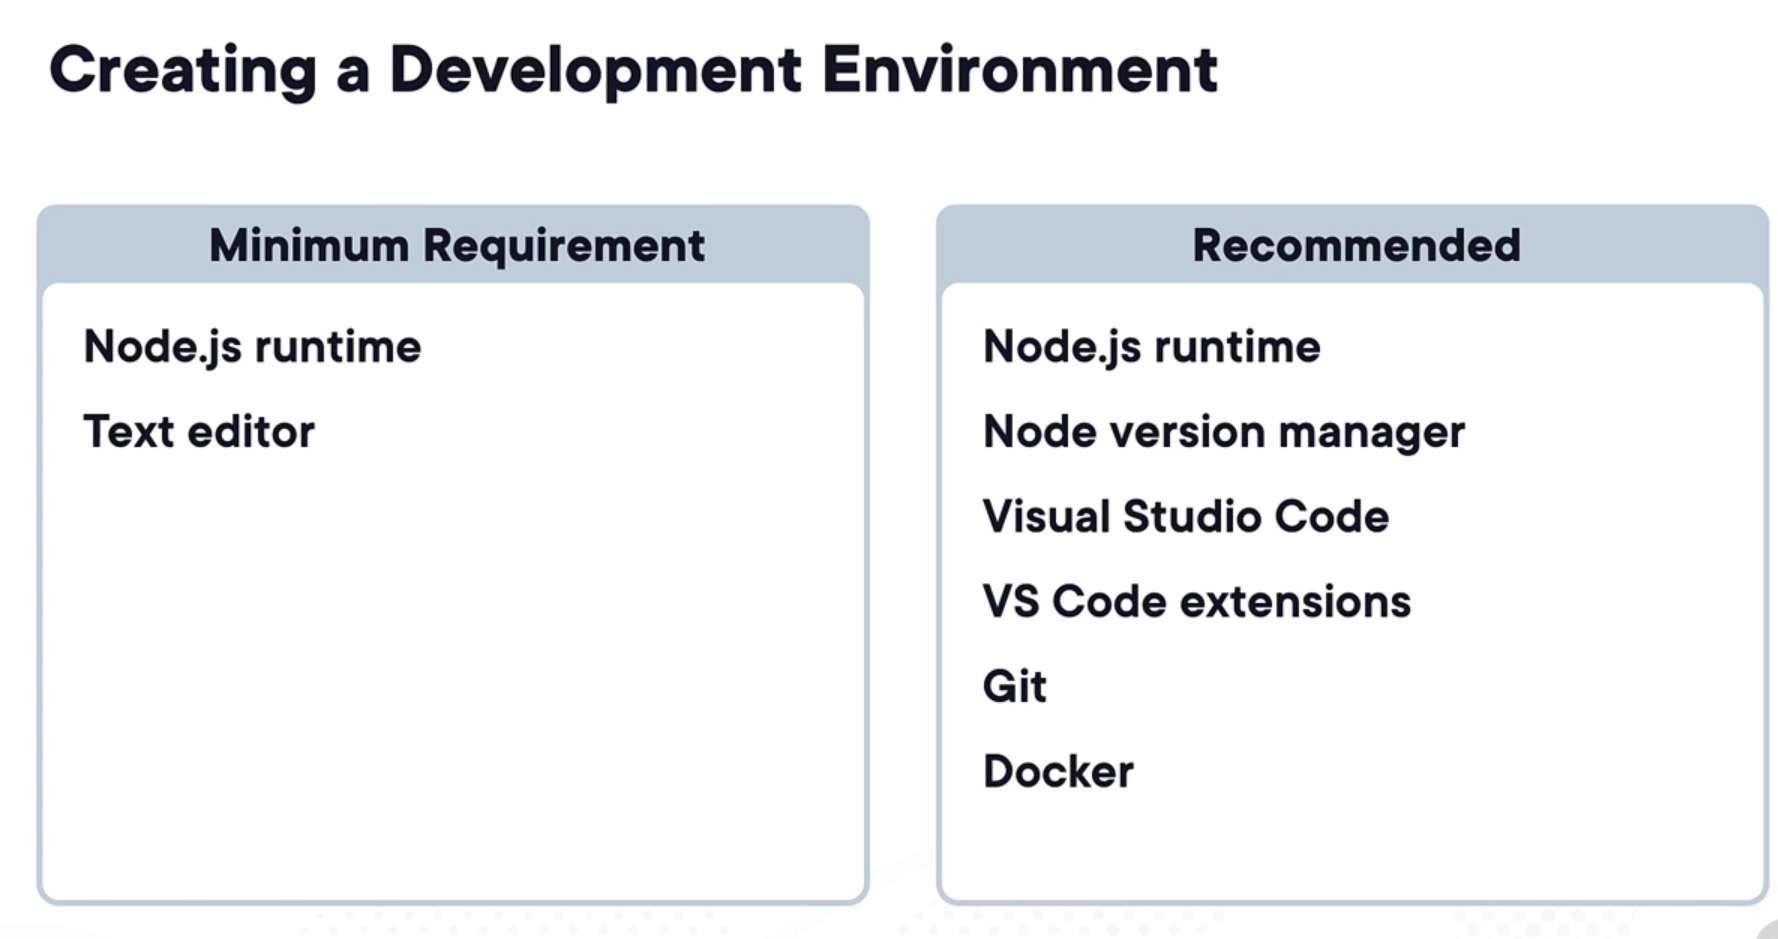 Creating a Development Environment
Minimum Requirement
Node.js runtime
Text editor
Recommended
Node.js runtime
Node version manager
Visual Studio Code
VS Code extensions
Git
Docker